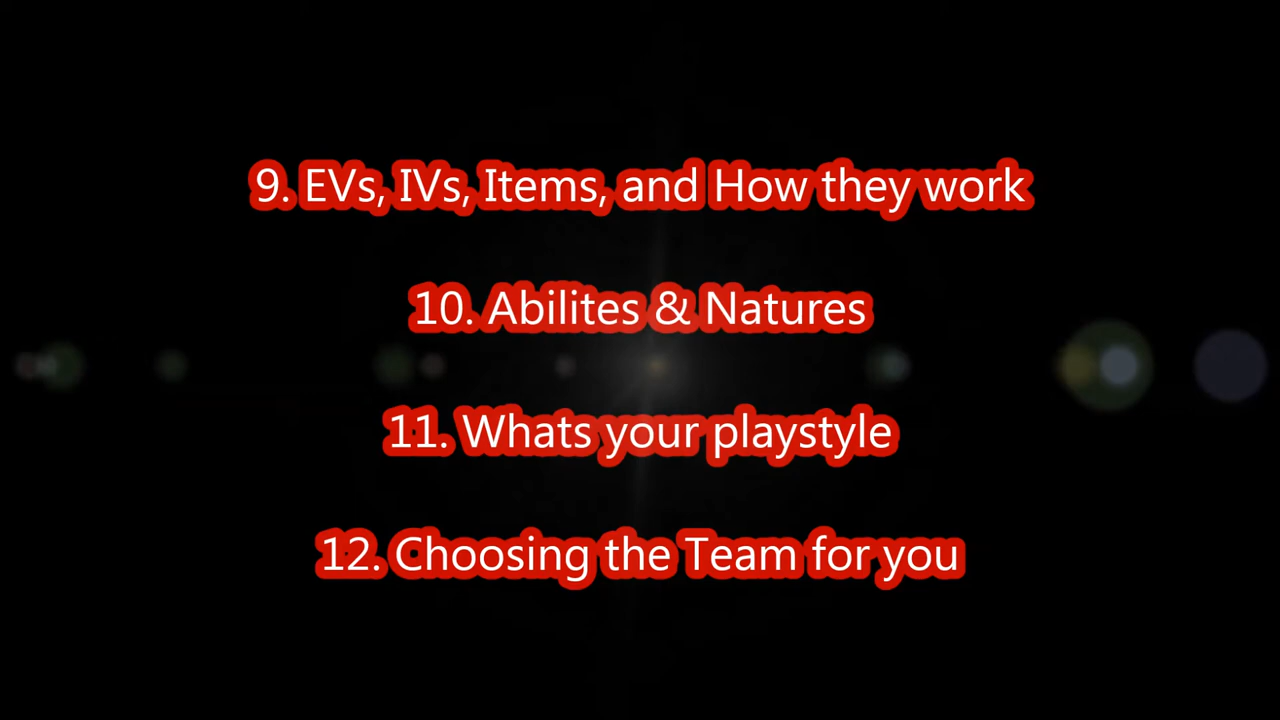 9. EVs, IVs, Items, and How they work
10. Abilites & Natures
11. Whats your playstyle
12. Choosing the Team for you